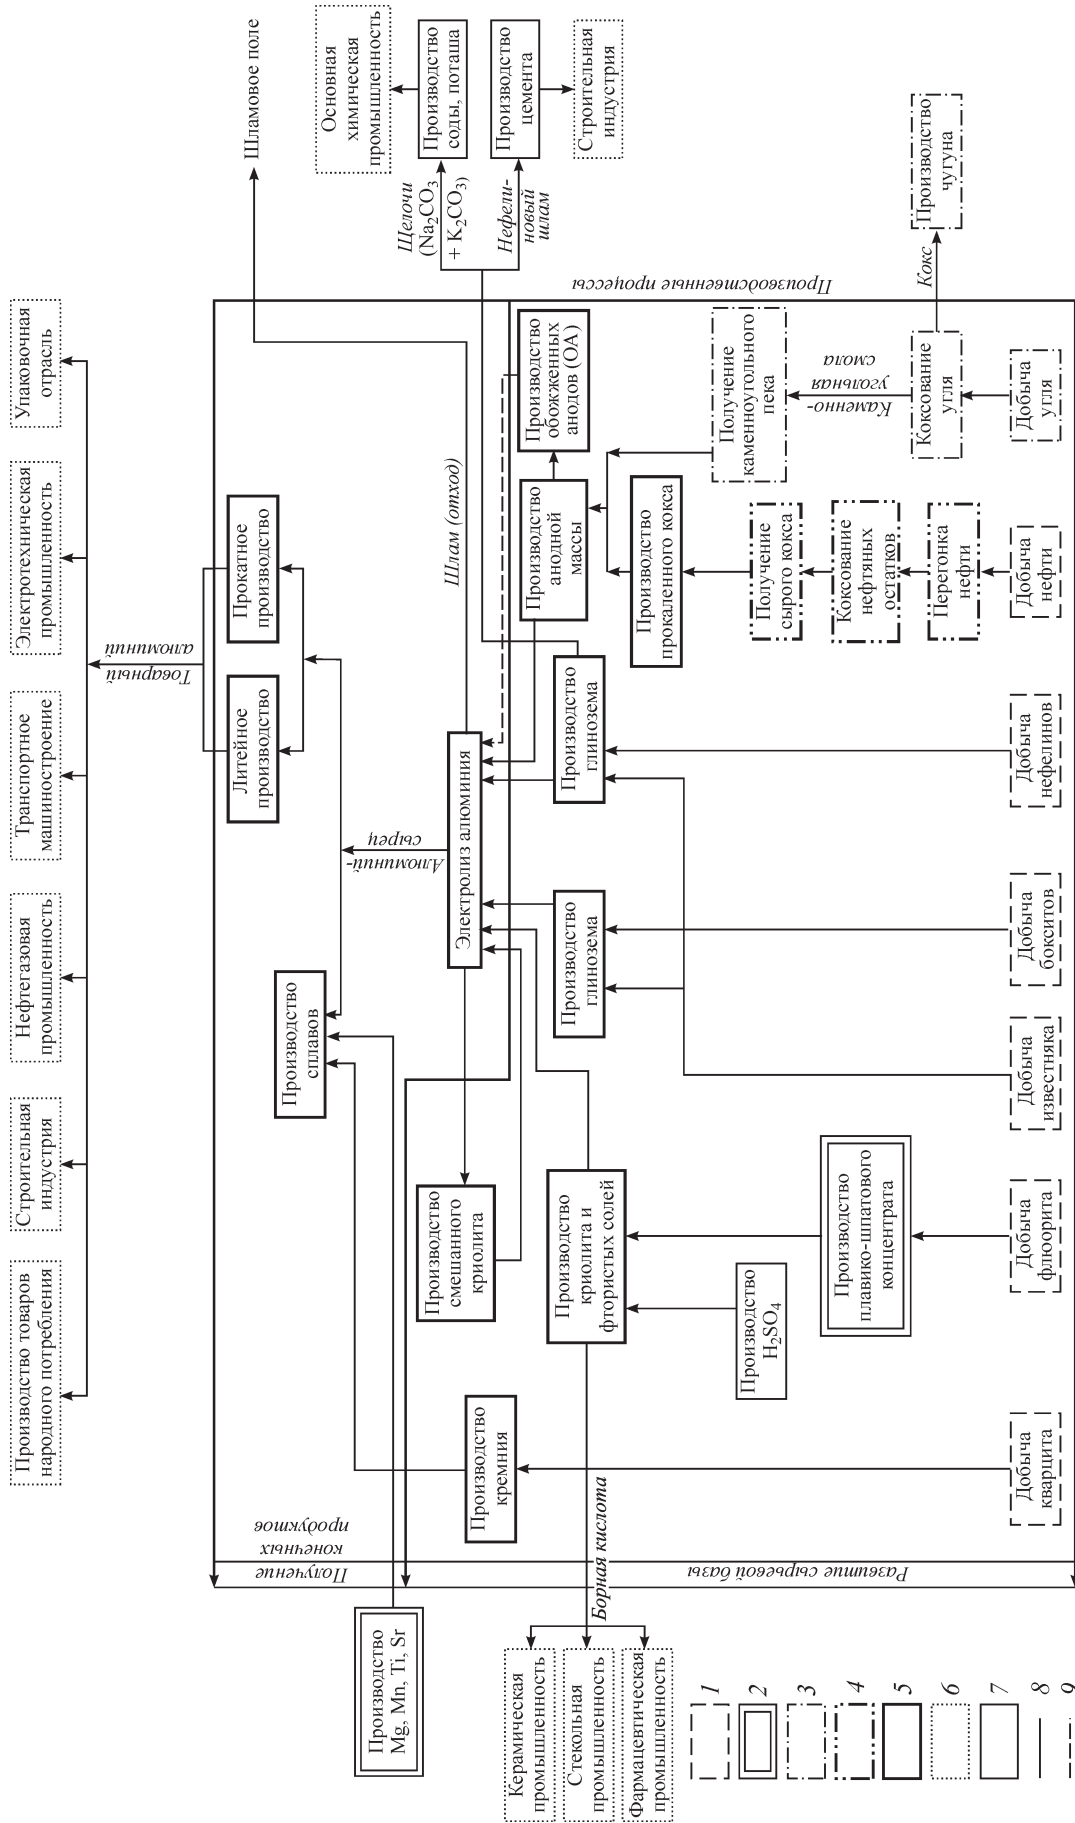 Производство товаров
народного потребления
Строительная
индустрия
Нефтегазовая
промышленность
Транспортное
машиностроение
Электротехническая
промышленность
Упаковочная
отрасль
Товарный
алюминий
Литейное
производство
Прокатное
производство
Шламовое поле
Получение
конечных
продуктов
Производство
сплавов
Алюминий-
сырец
Производство
Mg, Mn, Ti, Sr
Производство
кремния
Производство
смешанного
криолита
Электролиз алюминия
Шлам (отход)
Основная
химическая
промышленность
Щелочи
(Na₂CO₃
+ K₂CO₃)
Производство
соды, поташа
Нефели-
новый
шлам
Производство
цемента
Строительная
индустрия
Производственные процессы
Борная кислота
Керамическая
промышленность
Стекольная
промышленность
Фармацевтическая
промышленность
Производство
криолита и
фтористых солей
Производство
глинозема
Производство
глинозема
Производство
анодной
массы
Производство
обожженных
анодов (ОА)
Производство
прокаленного кокса
Получение
каменноугольного
пека
Развитие сырьевой базы
Производство
H₂SO₄
Производство
плавико-шпатового
концентрата
Получение
сырого кокса
Коксование
нефтяных
остатков
Перегонка
нефти
Каменно-
угольная
смола
Коксование
угля
Кокс
Производство
чугуна
Добыча
кварцита
Добыча
флюорита
Добыча
известняка
Добыча
бокситов
Добыча
нефелинов
Добыча
нефти
Добыча
угля
1
2
3
4
5
6
7
8
9